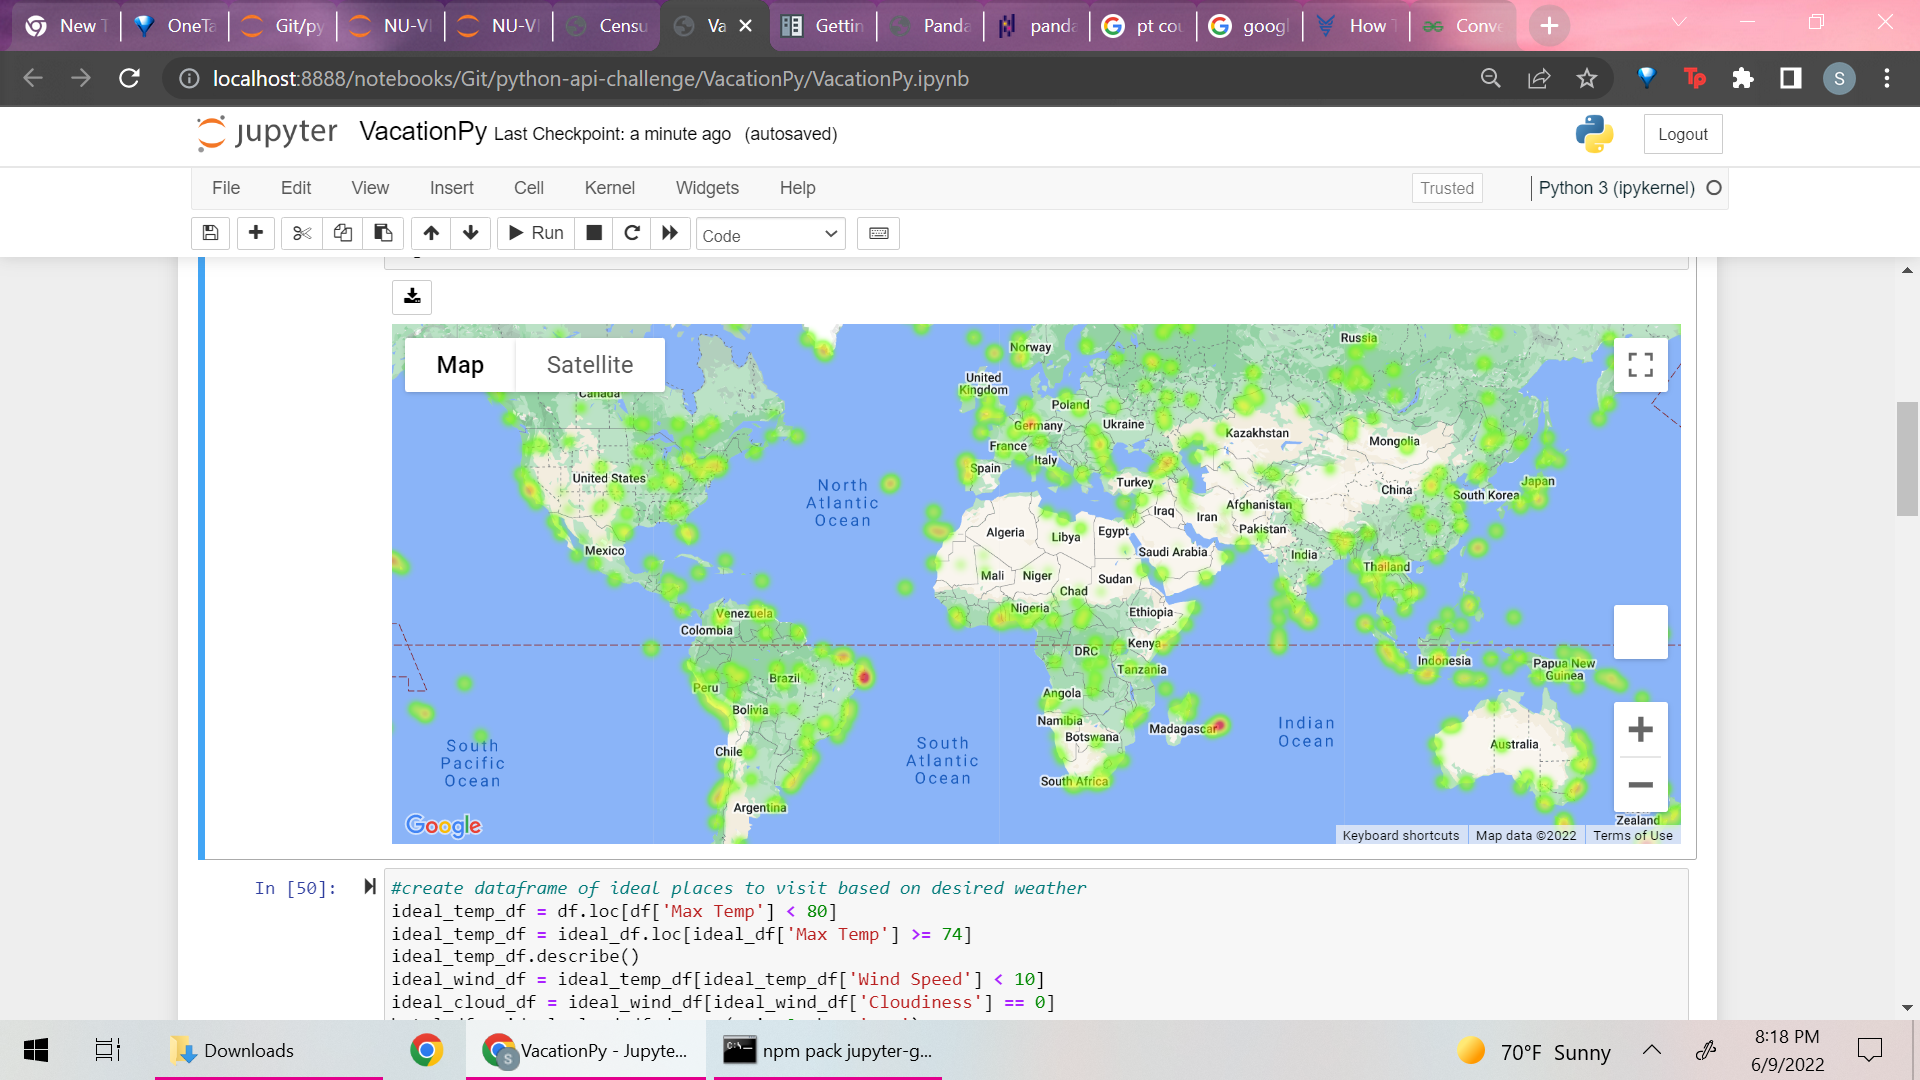 New T
OneTa
Git/py
NU-VI
NU-VI
Censu
Va
Gettin
Panda
panda
pt cou
googl
How T
Conve
localhost:8888/notebooks/Git/python-api-challenge/VacationPy/VacationPy.ipynb
Tp
S
jupyter VacationPy Last Checkpoint: a minute ago (autosaved)
Logout
File Edit View Insert Cell Kernel Widgets Help
Trusted
Python 3 (ipykernel)
Run
Code
Map Satellite
Russia
Norway
United
Kingdom
Canada
Poland
Germany
Ukraine
Kazakhstan
France
Mongolia
Italy
Spain
United States
Turkey
Japan
North
Atlantic
Ocean
China
South Korea
Afghanistan
Iraq
Iran
Pakistan
Algeria
Libya
Egypt
Mexico
Saudi Arabia
India
Thailand
Mali
Niger
Sudan
Chad
Nigeria
Ethiopia
Venezuela
Colombia
Kenya
DRC
Indonesia
Papua New
Guinea
Tanzania
Brazil
Peru
Angola
Bolivia
Namibia
Madagascar
Indian
Ocean
Botswana
South
Pacific
Ocean
South
Atlantic
Ocean
Chile
Australia
South Africa
Argentina
Zealand
Google
Keyboard shortcuts
Map data ©2022
Terms of Use
In [50]:
#create dataframe of ideal places to visit based on desired weather
ideal_temp_df = df.loc[df['Max Temp'] < 80]
ideal_temp_df = ideal_df.loc[ideal_df['Max Temp'] >= 74]
ideal_temp_df.describe()
ideal_wind_df = ideal_temp_df[ideal_temp_df['Wind Speed'] < 10]
ideal_cloud_df = ideal_wind_df[ideal_wind_df['Cloudiness'] == 0]
Downloads
S
VacationPy - Jupyte...
npm pack jupyter-g...
70°F Sunny
8:18 PM
6/9/2022